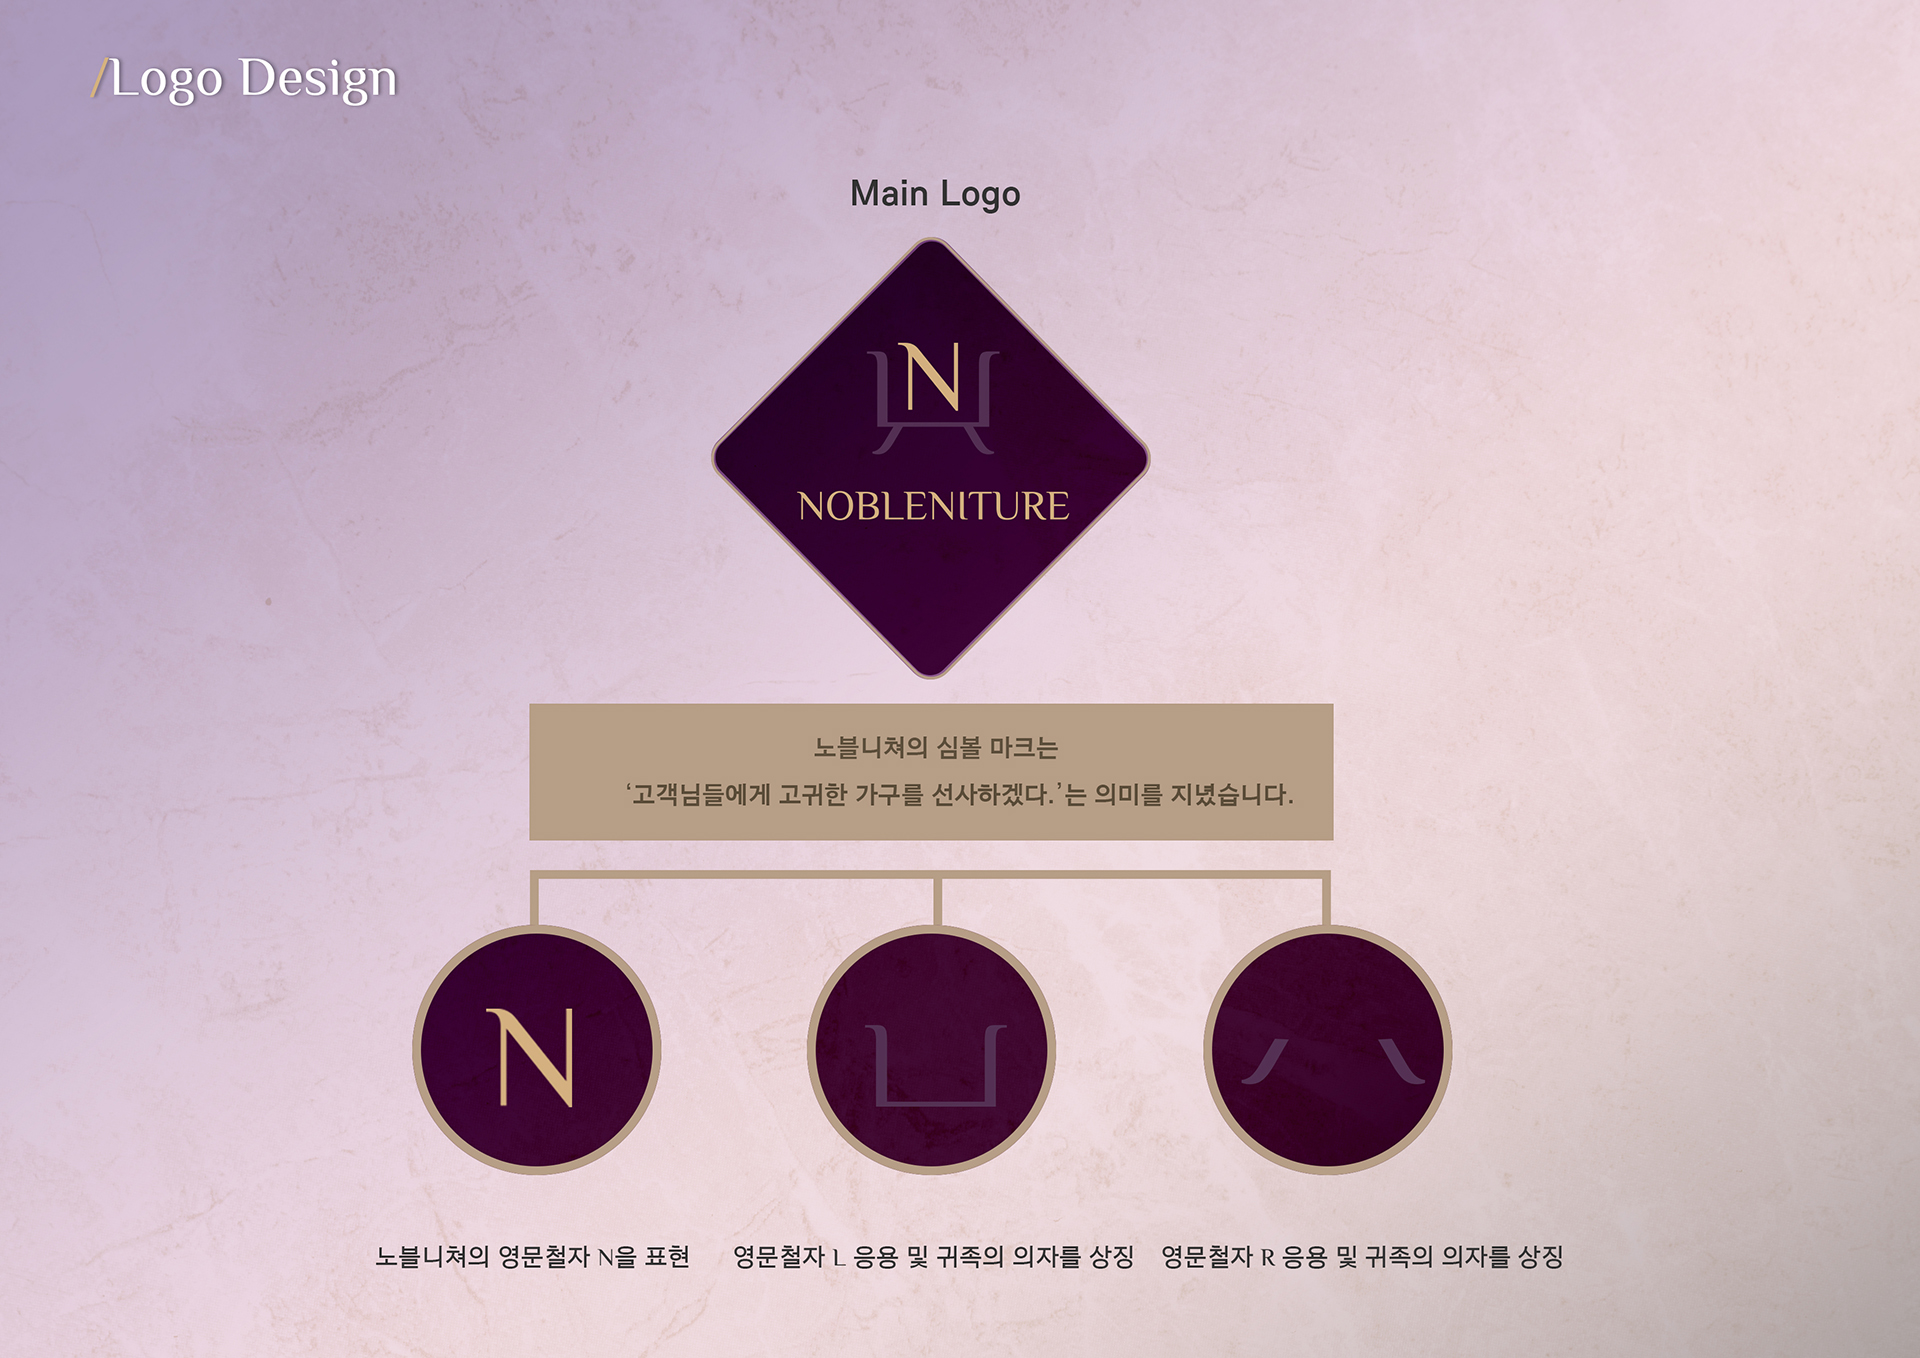 /Logo Design
Main Logo
N
NOBLENITURE
노블니쳐의 심볼 마크는
‘고객님들에게 고귀한 가구를 선사하겠다.’는 의미를 지녔습니다.
N
노블니쳐의 영문철자 N을 표현
영문철자 L 응용 및 귀족의 의자를 상징
영문철자 R 응용 및 귀족의 의자를 상징